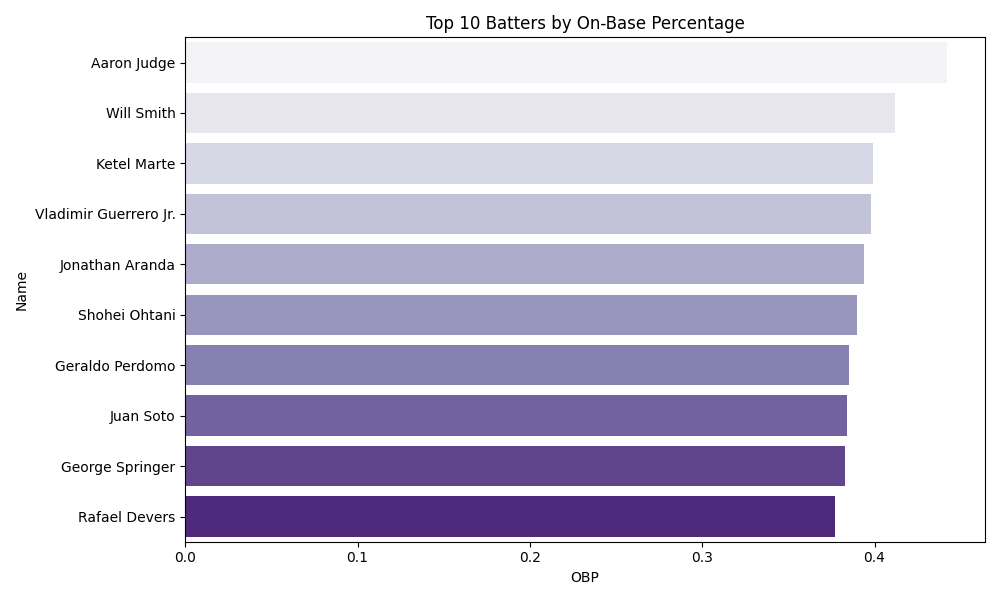 Top 10 Batters by On-Base Percentage
Name
Aaron Judge
Will Smith
Ketel Marte
Vladimir Guerrero Jr.
Jonathan Aranda
Shohei Ohtani
Geraldo Perdomo
Juan Soto
George Springer
Rafael Devers
0.0 0.1 0.2 0.3 0.4
OBP